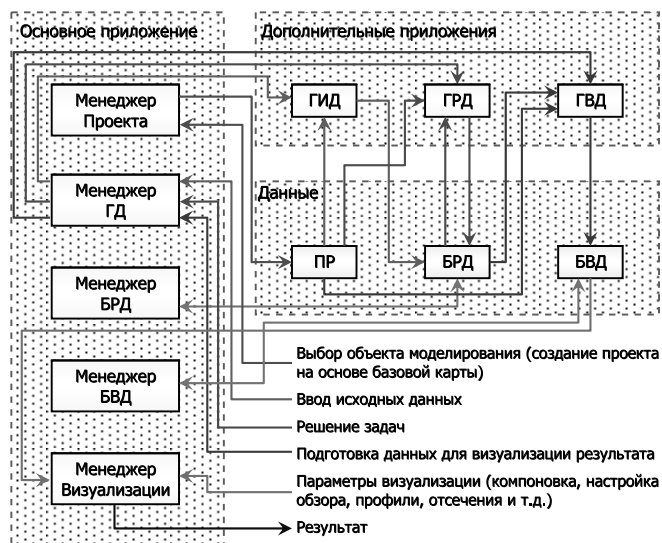 Основное приложение
Дополнительные приложения
Менеджер
Проекта
ГИД
ГРД
ГВД
Менеджер
ГД
Данные
ПР
БРД
БВД
Менеджер
БРД
Менеджер
БВД
Менеджер
Визуализации
Выбор объекта моделирования (создание проекта
на основе базовой карты)
Ввод исходных данных
Решение задач
Подготовка данных для визуализации результата
Параметры визуализации (компоновка, настройка
обзора, профили, отсечения и т.д.)
Результат